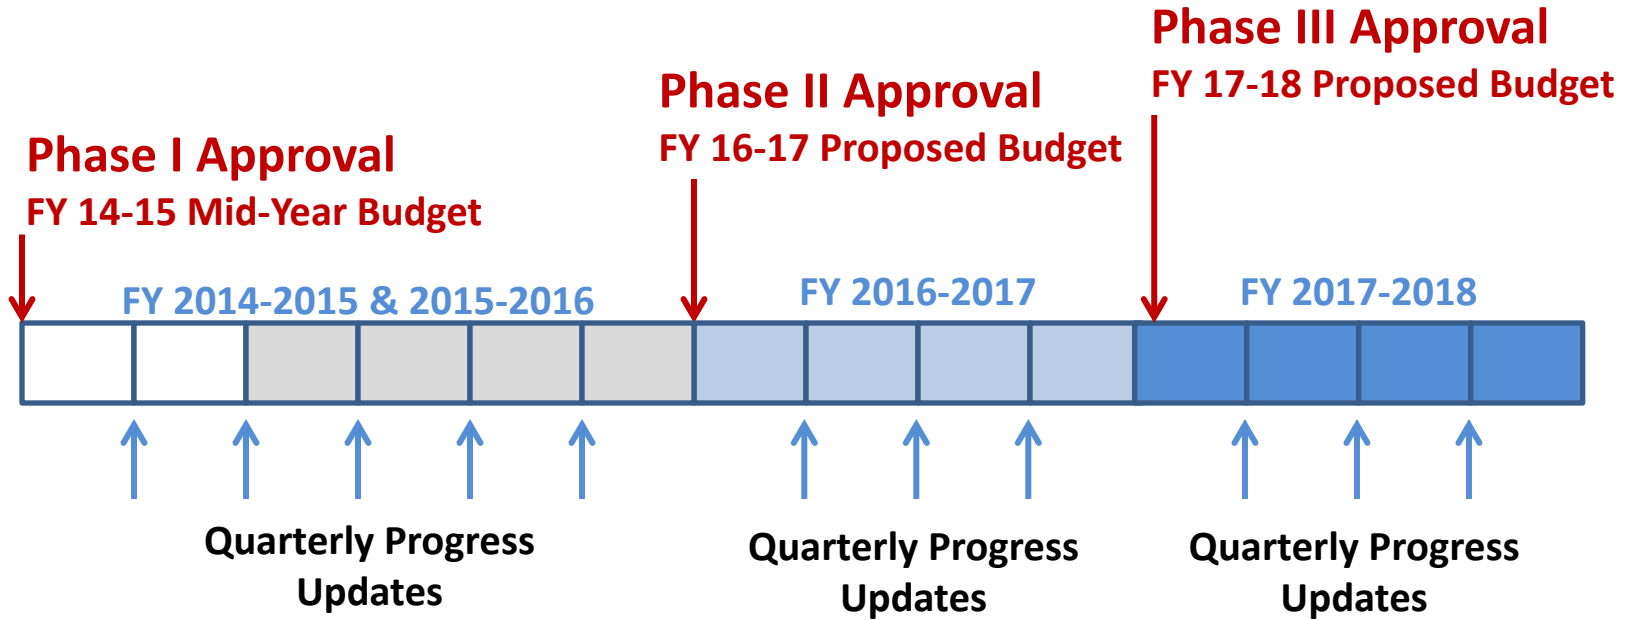 Phase I Approval
FY 14-15 Mid-Year Budget
Phase II Approval
FY 16-17 Proposed Budget
Phase III Approval
FY 17-18 Proposed Budget
FY 2014-2015 & 2015-2016
FY 2016-2017
FY 2017-2018
Quarterly Progress
Updates
Quarterly Progress
Updates
Quarterly Progress
Updates